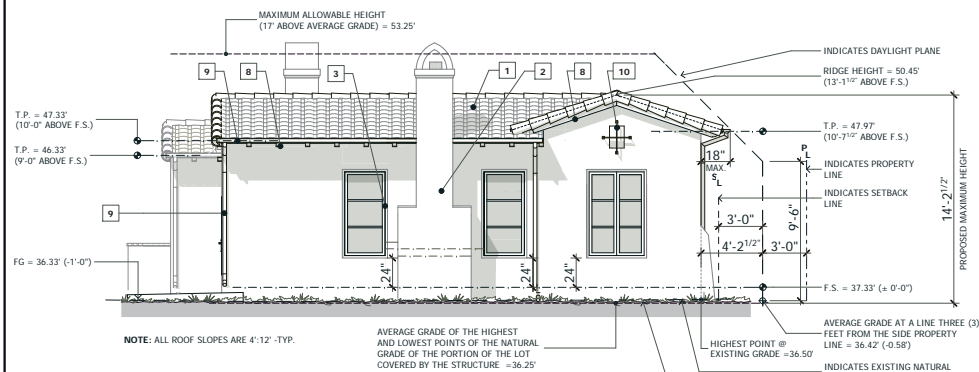 MAXIMUM ALLOWABLE HEIGHT
(17' ABOVE AVERAGE GRADE) = 53.25'
INDICATES DAYLIGHT PLANE
RIDGE HEIGHT = 50.45'
(13'-1 1/2" ABOVE F.S.)
9
8
3
1
2
8
10
T.P. = 47.33'
(10'-0" ABOVE F.S.)
T.P. = 46.33'
(9'-0" ABOVE F.S.)
T.P. = 47.97'
(10'-7 1/2" ABOVE F.S.)
18"
MAX.
S
L
P
L
INDICATES PROPERTY
LINE
INDICATES SETBACK
LINE
9
3'-0"
9'-6"
4'-2 1/2"
3'-0"
14'-2 1/2"
PROPOSED MAXIMUM HEIGHT
FG = 36.33' (-1'-0")
24"
24"
24"
F.S. = 37.33' (± 0'-0")
NOTE: ALL ROOF SLOPES ARE 4':12' -TYP.
AVERAGE GRADE OF THE HIGHEST
AND LOWEST POINTS OF THE NATURAL
GRADE OF THE PORTION OF THE LOT
COVERED BY THE STRUCTURE =36.25'
HIGHEST POINT @
EXISTING GRADE =36.50'
AVERAGE GRADE AT A LINE THREE (3)
FEET FROM THE SIDE PROPERTY
LINE = 36.42' (-0.58')
INDICATES EXISTING NATURAL